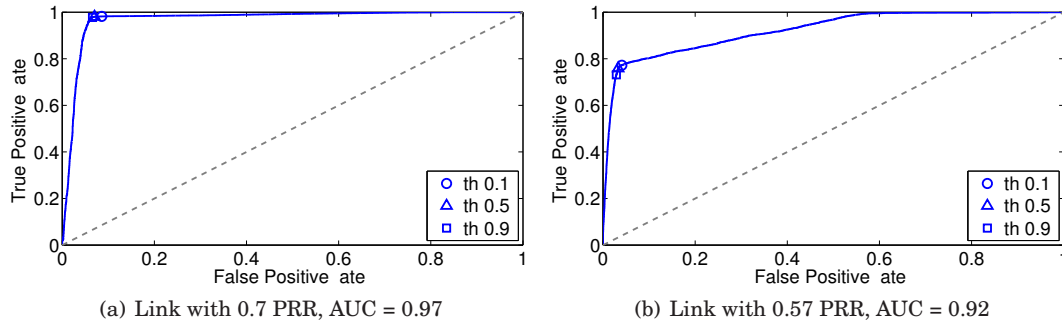 1
0.8
0.6
0.4
0.2
0
True Positive ate
0 0.2 0.4 0.6 0.8 1
False Positive ate
th 0.1
th 0.5
th 0.9
(a) Link with 0.7 PRR, AUC = 0.97
1
0.8
0.6
0.4
0.2
0
True Positive ate
0 0.2 0.4 0.6 0.8 1
False Positive ate
th 0.1
th 0.5
th 0.9
(b) Link with 0.57 PRR, AUC = 0.92